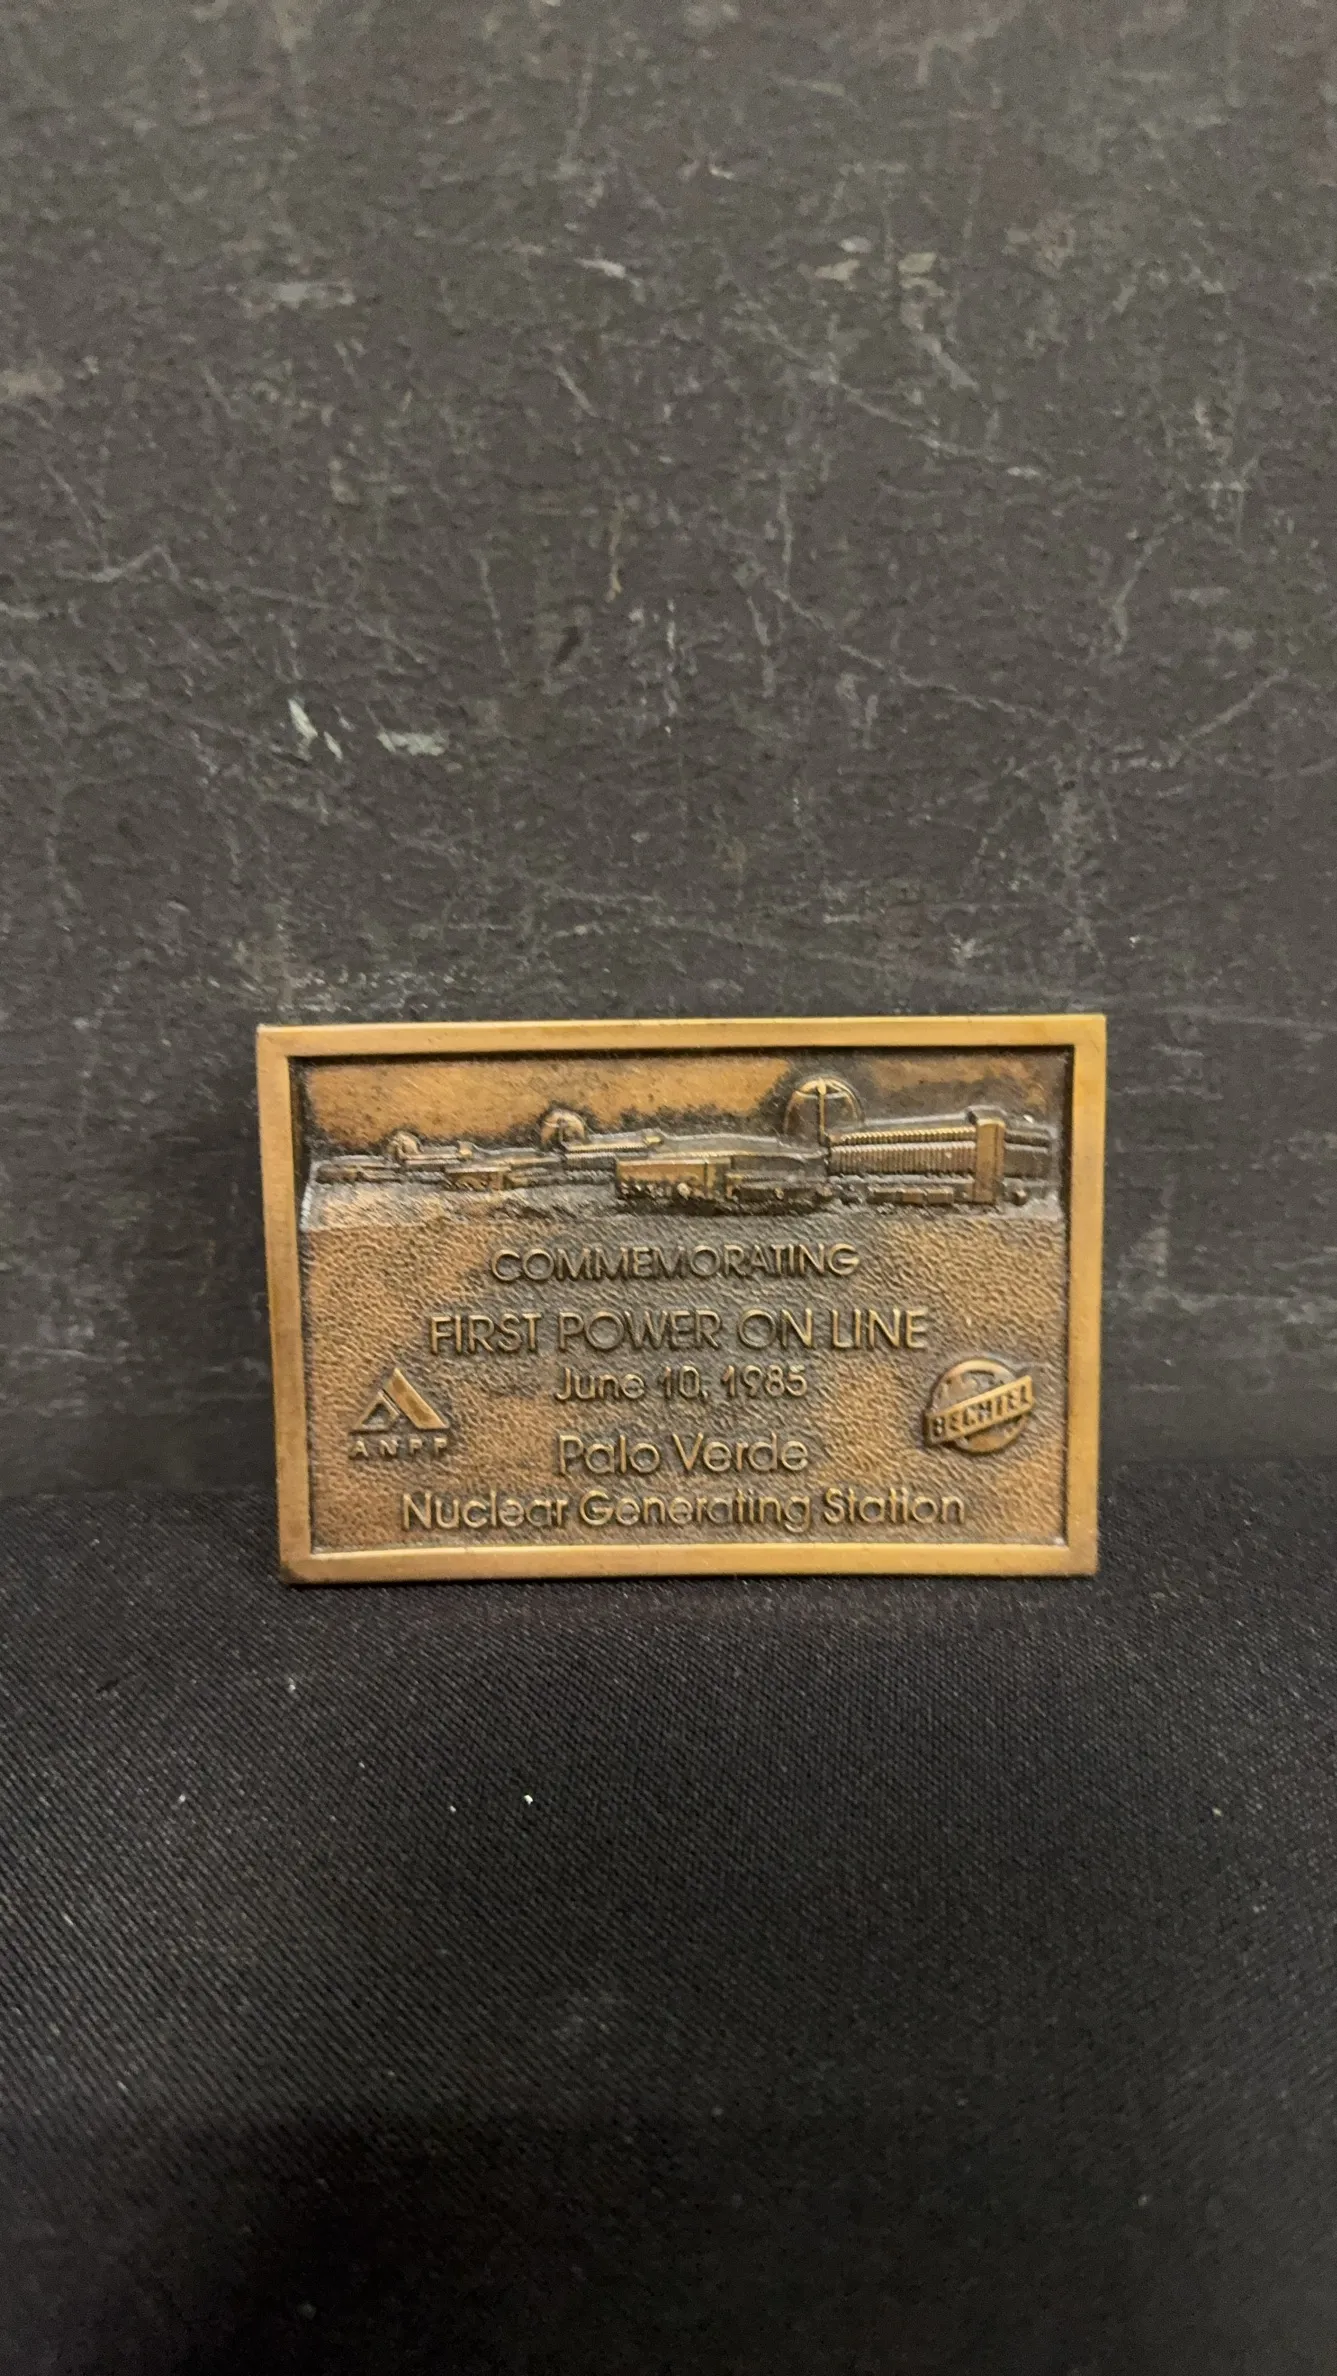 COMMEMORATING
FIRST POWER ON LINE
June 10, 1985
ANPP
BECHTEL
Palo Verde
Nuclear Generating Station